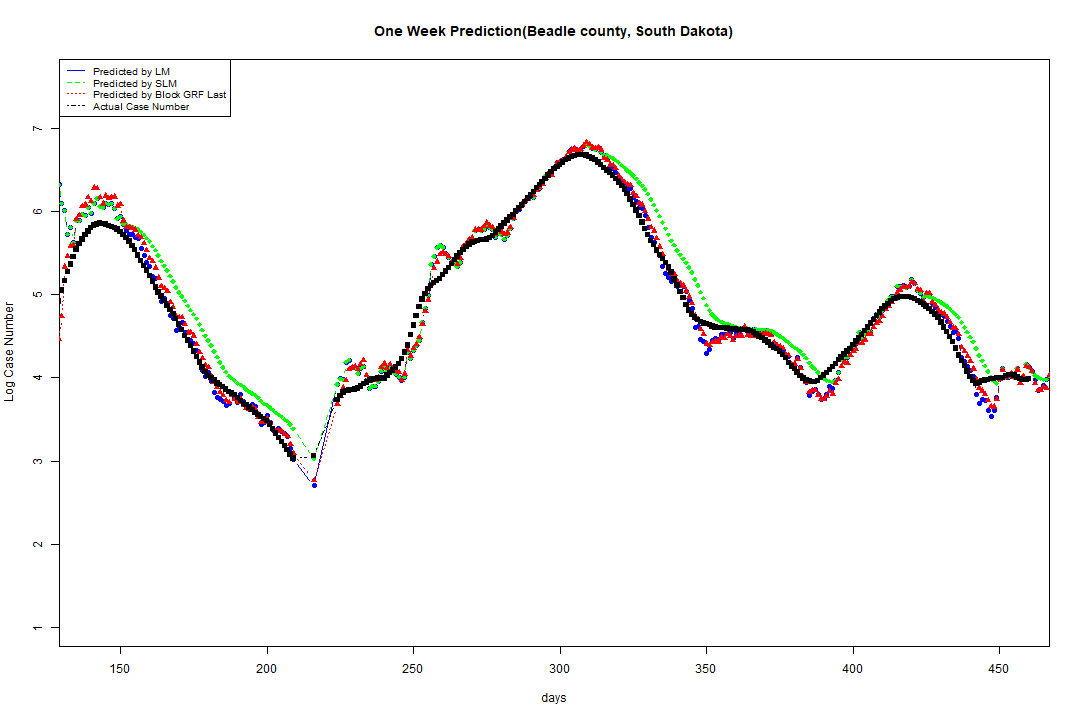 One Week Prediction(Beadle county, South Dakota)
Predicted by LM
Predicted by SLM
Predicted by Block GRF Last
Actual Case Number
7
6
5
4
3
2
1
Log Case Number
150 200 250 300 350 400 450
days